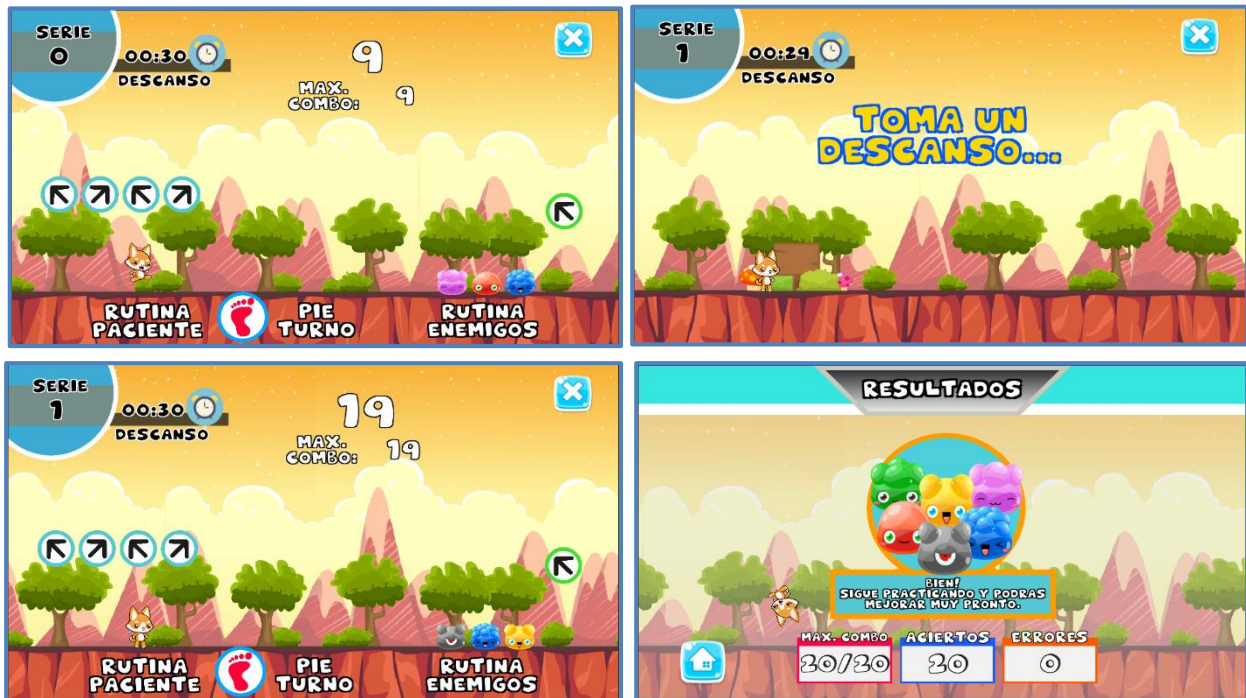 SERIE
0
00:30
DESCANSO
9
MAX.
COMBO: 9
RUTINA
PACIENTE
PIE
TURNO
RUTINA
ENEMIGOS
SERIE
1
00:29
DESCANSO
TOMA UN
DESCANSO...
SERIE
1
00:30
DESCANSO
19
MAX.
COMBO: 19
RUTINA
PACIENTE
PIE
TURNO
RUTINA
ENEMIGOS
RESULTADOS
BIEN!
SIGUE PRACTICANDO Y PODRAS
MEJORAR MUY PRONTO.
MAX. COMBO ACIERTOS ERRORES
20/20 20 0